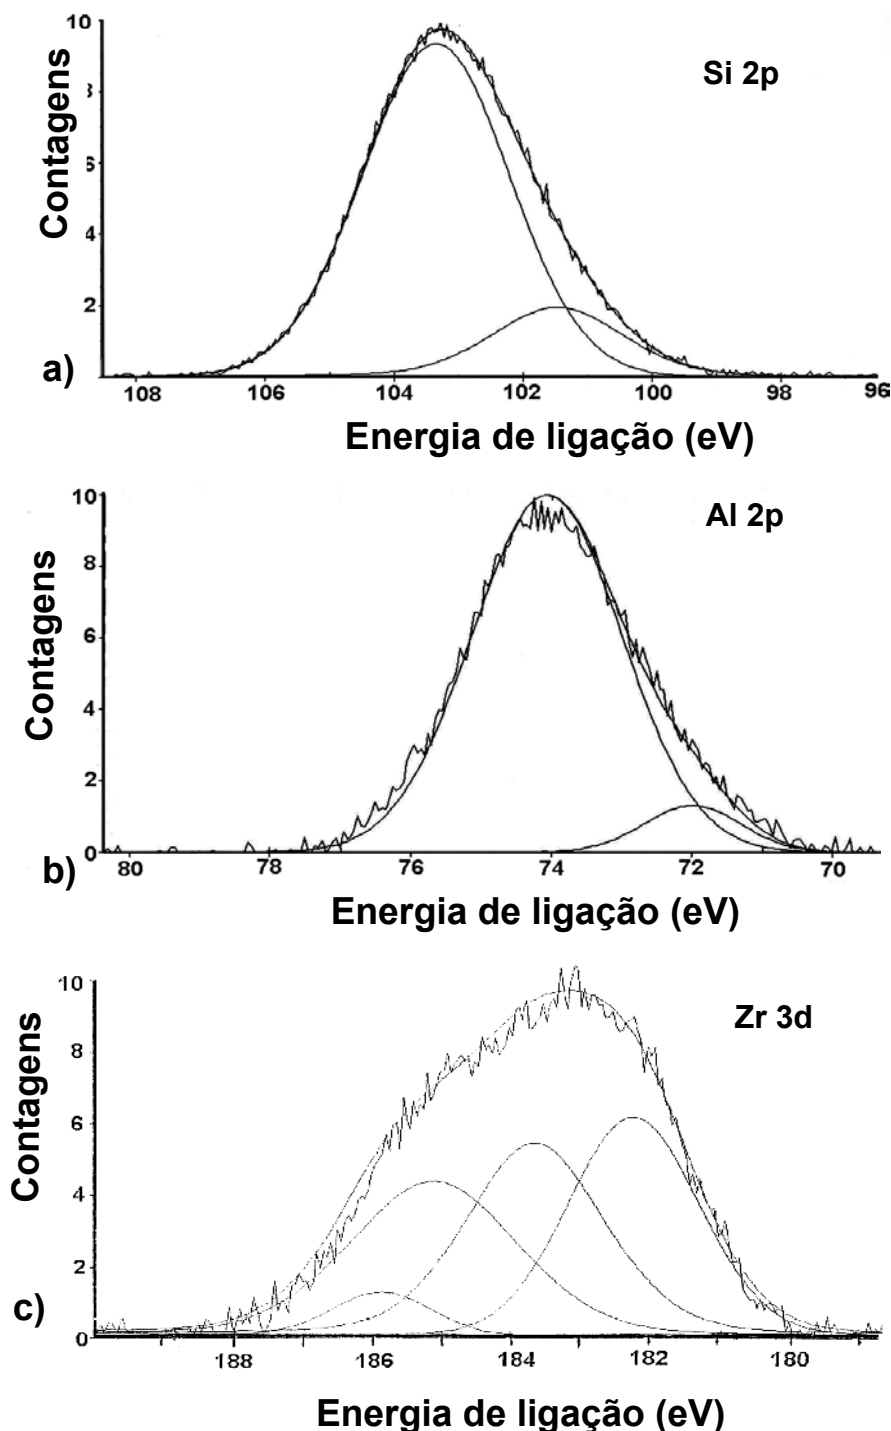 10
Si 2p
8
6
4
2
108 106 104 102 100 98 96
Contagens
a)
Energia de ligação (eV)
10
Al 2p
8
6
4
2
0
80 78 76 74 72 70
Contagens
b)
Energia de ligação (eV)
10
Zr 3d
8
6
4
2
0
188 186 184 182 180
Contagens
c)
Energia de ligação (eV)